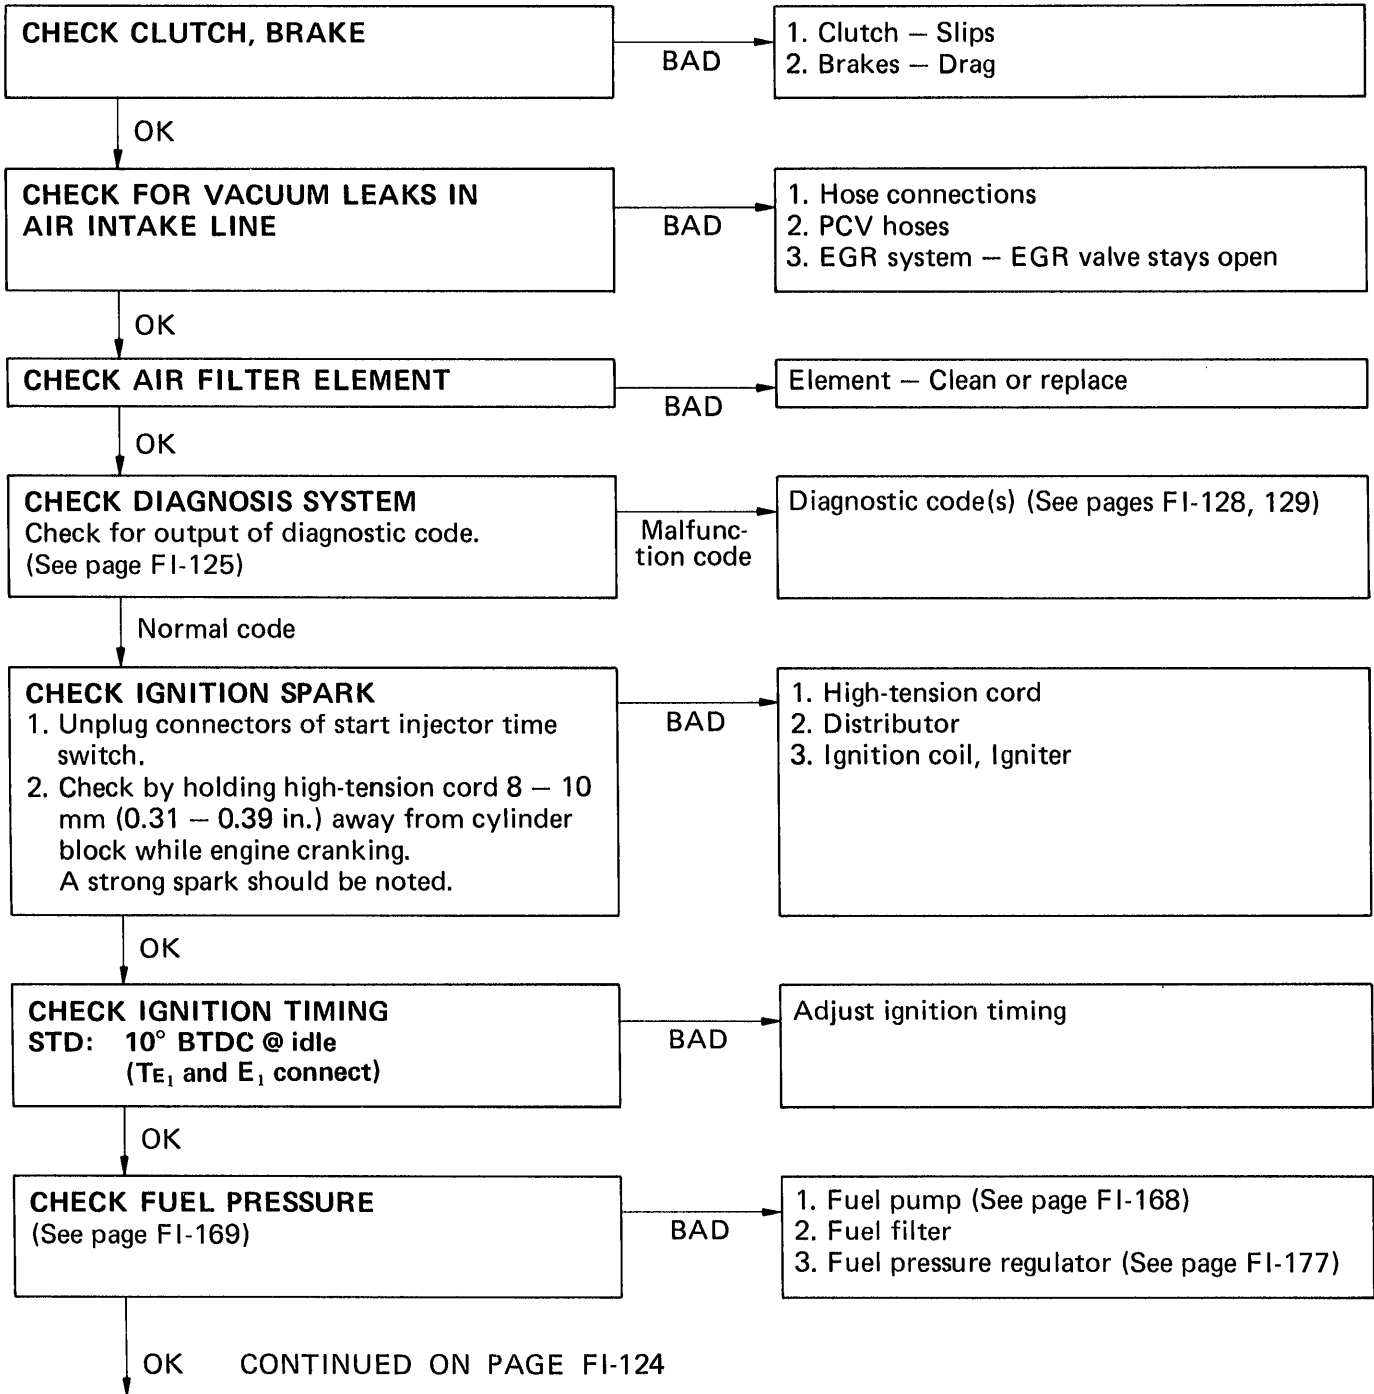 CHECK CLUTCH, BRAKE
BAD
1. Clutch — Slips
2. Brakes — Drag
OK
CHECK FOR VACUUM LEAKS IN
AIR INTAKE LINE
BAD
1. Hose connections
2. PCV hoses
3. EGR system — EGR valve stays open
OK
CHECK AIR FILTER ELEMENT
BAD
Element — Clean or replace
OK
CHECK DIAGNOSIS SYSTEM
Check for output of diagnostic code.
(See page FI-125)
Malfunc-
tion code
Diagnostic code(s) (See pages FI-128, 129)
Normal code
CHECK IGNITION SPARK
1. Unplug connectors of start injector time
switch.
2. Check by holding high-tension cord 8 — 10
mm (0.31 — 0.39 in.) away from cylinder
block while engine cranking.
A strong spark should be noted.
BAD
1. High-tension cord
2. Distributor
3. Ignition coil, Igniter
OK
CHECK IGNITION TIMING
STD: 10° BTDC @ idle
(TE₁ and E₁ connect)
BAD
Adjust ignition timing
OK
CHECK FUEL PRESSURE
(See page FI-169)
BAD
1. Fuel pump (See page FI-168)
2. Fuel filter
3. Fuel pressure regulator (See page FI-177)
OK CONTINUED ON PAGE FI-124